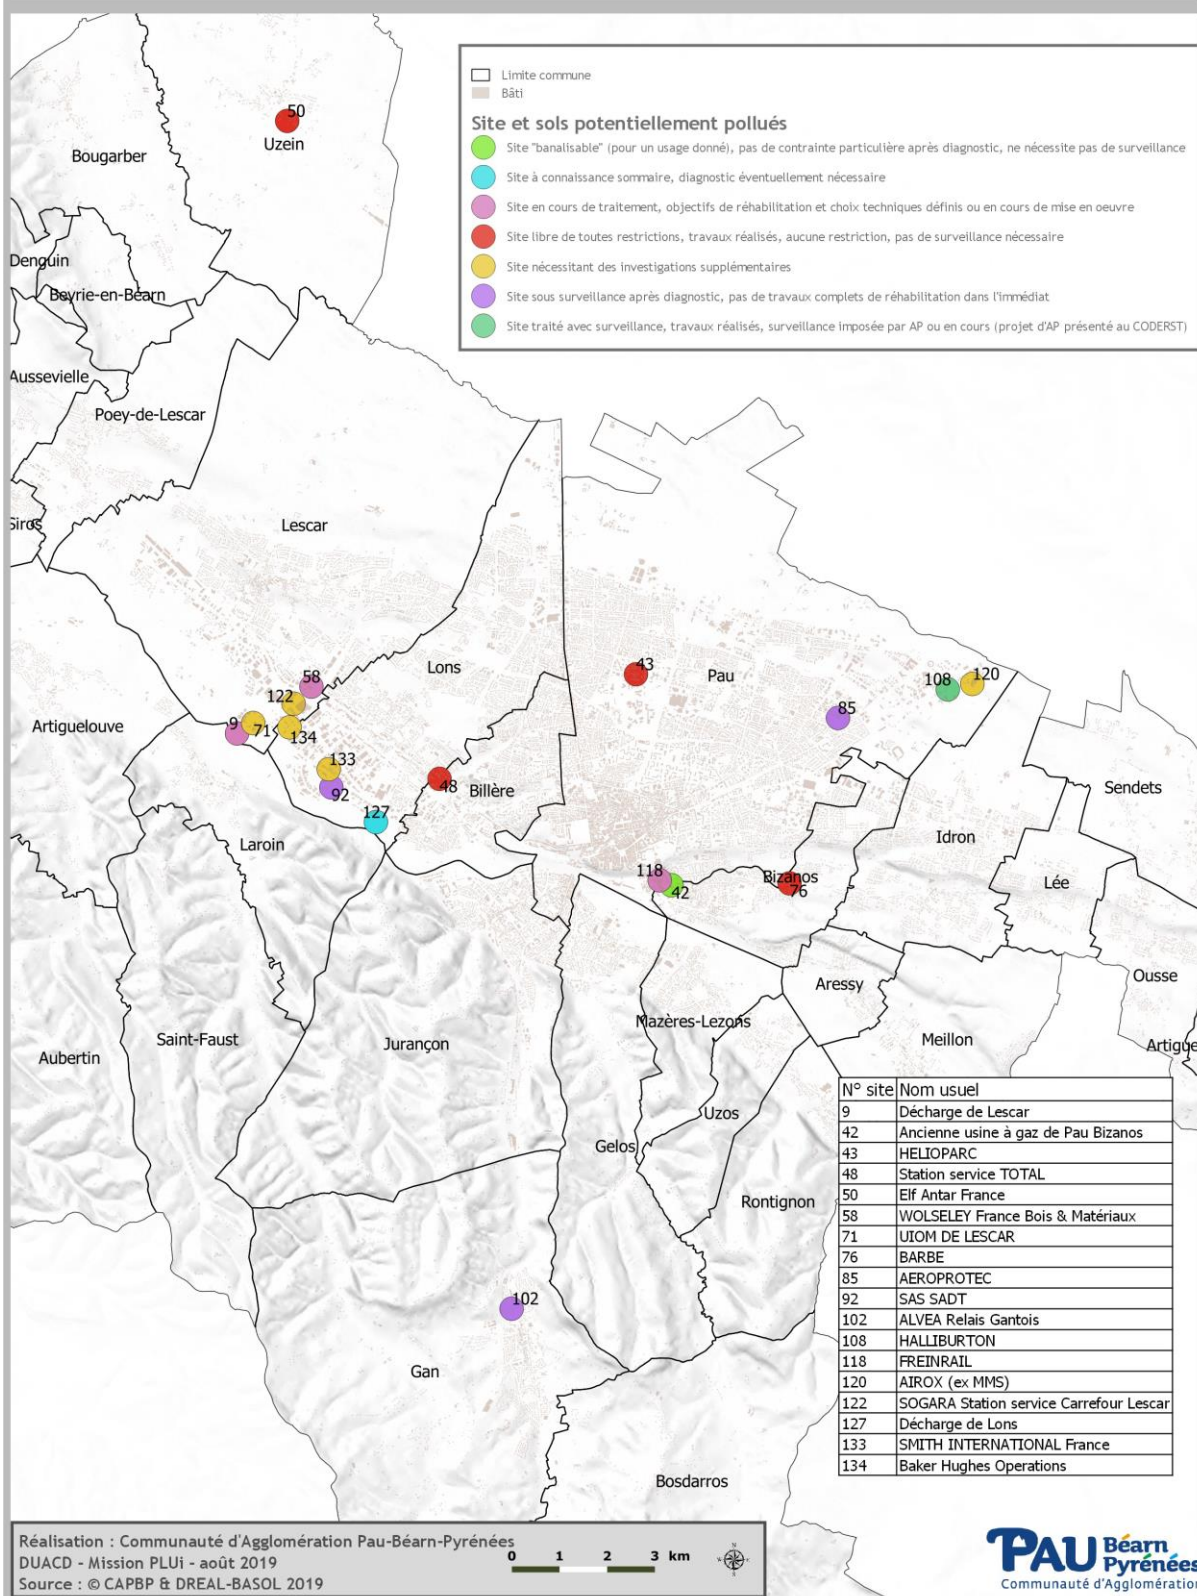 Limite commune
Bâti
Site et sols potentiellement pollués
Site "banalisable" (pour un usage donné), pas de contrainte particulière après diagnostic, ne nécessite pas de surveillance
Site à connaissance sommaire, diagnostic éventuellement nécessaire
Site en cours de traitement, objectifs de réhabilitation et choix techniques définis ou en cours de mise en oeuvre
Site libre de toutes restrictions, travaux réalisés, aucune restriction, pas de surveillance nécessaire
Site nécessitant des investigations supplémentaires
Site sous surveillance après diagnostic, pas de travaux complets de réhabilitation dans l'immédiat
Site traité avec surveillance, travaux réalisés, surveillance imposée par AP ou en cours (projet d'AP présenté au CODERST)
50
Uzein
Bougarber
Denguin
Beyrie-en-Béarn
Aussevielle
Poey-de-Lescar
Siros
Lescar
Lons
43
Pau
58
122
120
108
85
Artiguelouve
9
71
134
133
92
48
Billère
127
Sendets
Idron
Laroin
118
42
Bizanos
76
Lée
Ousse
Aressy
Mazères-Lezons
Meillon
Saint-Faust
Jurançon
Aubertin
Artigue
Uzos
Gelos
Rontignon
102
Gan
Bosdarros
N° site Nom usuel
9 Décharge de Lescar
42 Ancienne usine à gaz de Pau Bizanos
43 HELIOPARC
48 Station service TOTAL
50 Elf Antar France
58 WOLSELEY France Bois & Matériaux
71 UIOM DE LESCAR
76 BARBE
85 AEROPROTEC
92 SAS SADT
102 ALVEA Relais Gantois
108 HALLIBURTON
118 FREINRAIL
120 AIROX (ex MMS)
122 SOGARA Station service Carrefour Lescar
127 Décharge de Lons
133 SMITH INTERNATIONAL France
134 Baker Hughes Operations
Réalisation : Communauté d'Agglomération Pau-Béarn-Pyrénées
DUACD - Mission PLUi - août 2019
Source : © CAPBP & DREAL-BASOL 2019
0 1 2 3 km
PAU Béarn
Pyrénées
Communauté d'Agglomération